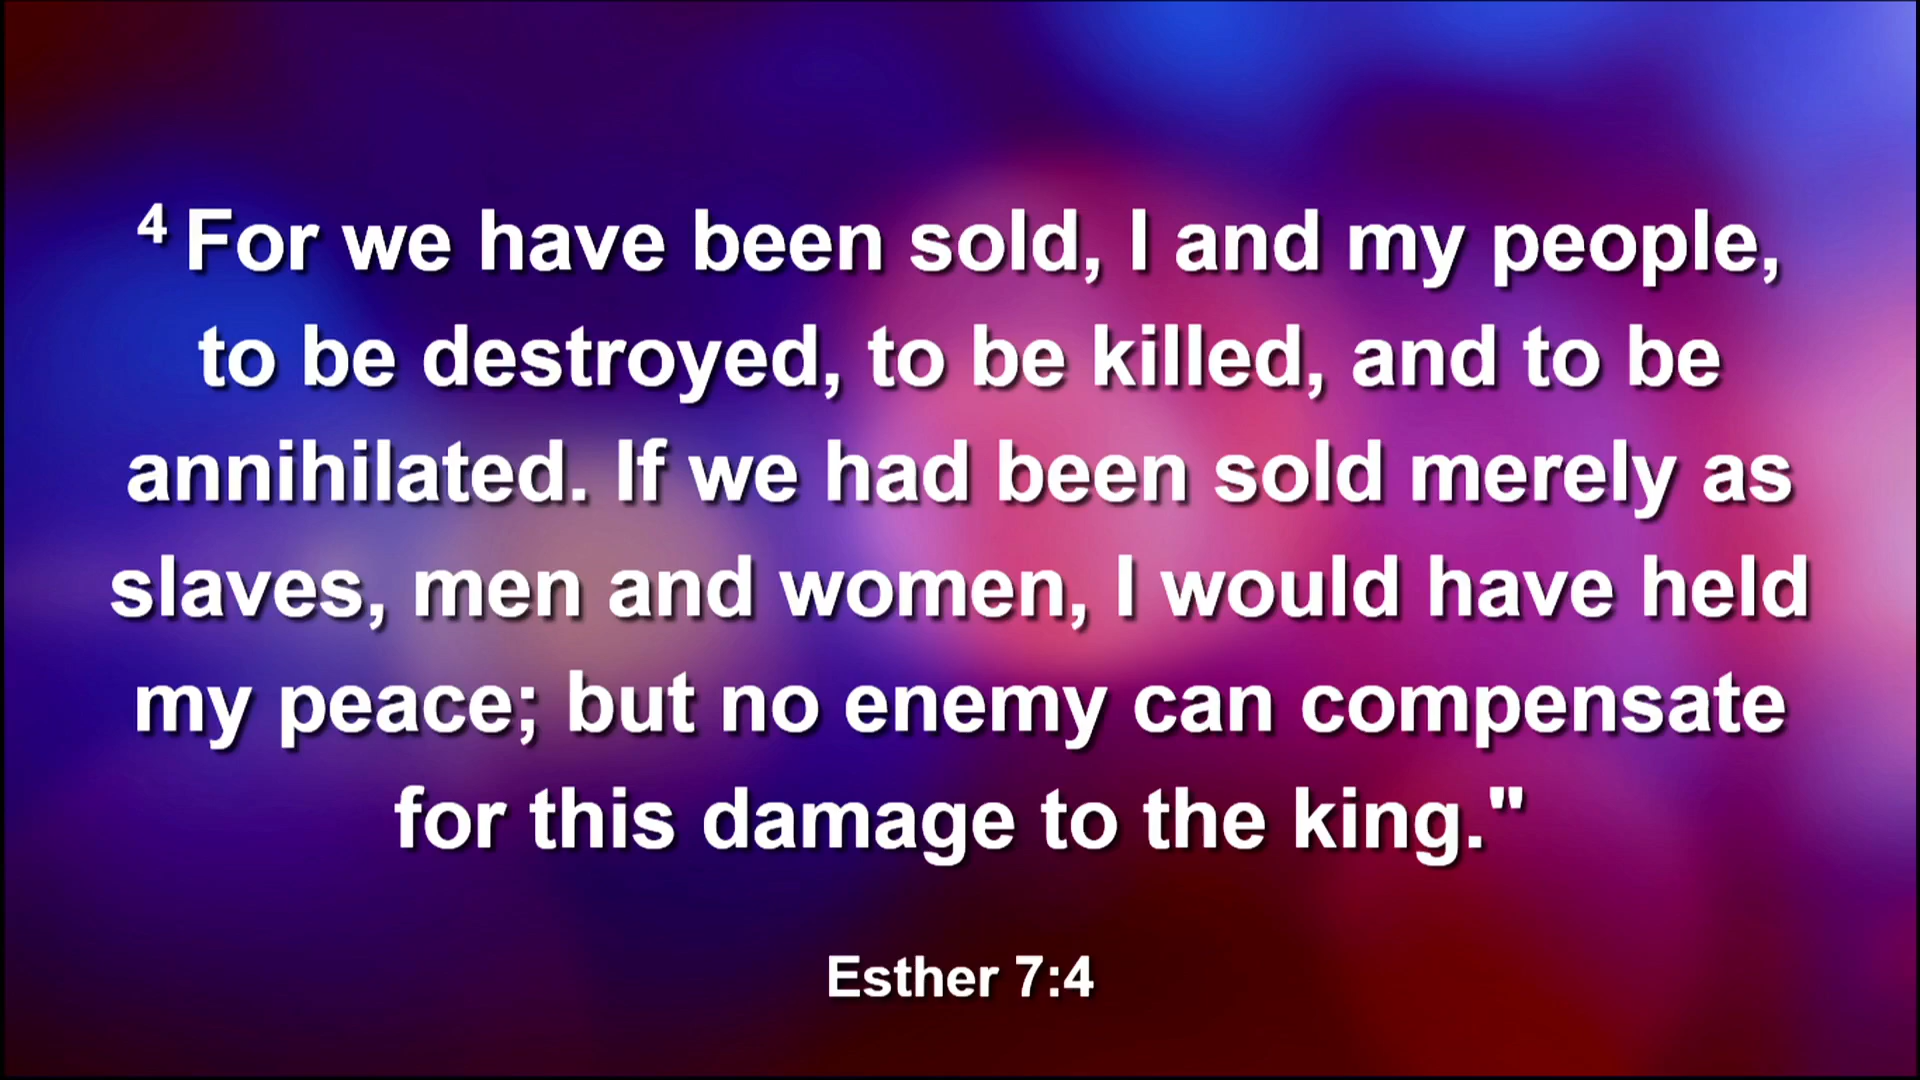 4 For we have been sold, I and my people,
to be destroyed, to be killed, and to be
annihilated. If we had been sold merely as
slaves, men and women, I would have held
my peace; but no enemy can compensate
for this damage to the king."
Esther 7:4